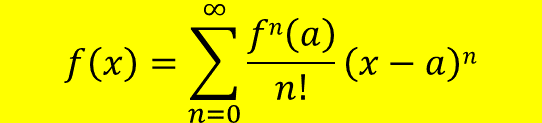 f(x) = ∞∑n=0 fⁿ(a)/n! (x − a)ⁿ